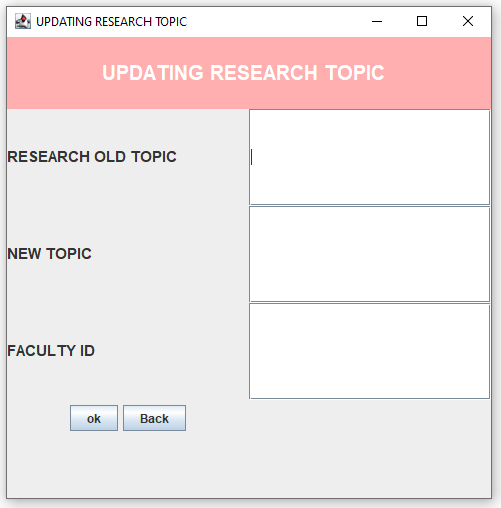 UPDATING RESEARCH TOPIC
UPDATING RESEARCH TOPIC
RESEARCH OLD TOPIC
NEW TOPIC
FACULTY ID
ok Back